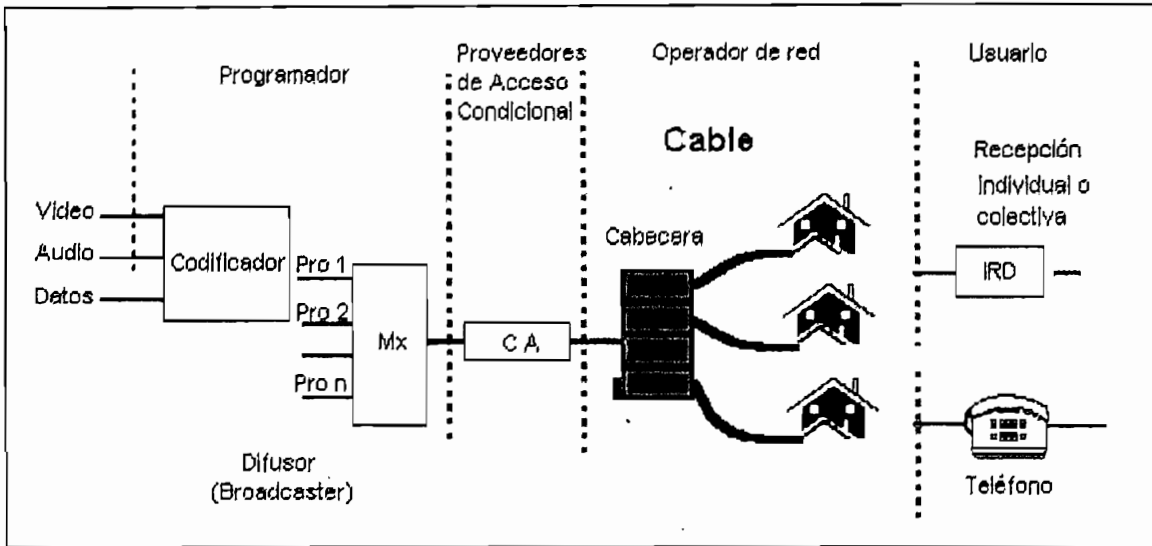 Programador
Proveedores
de Acceso
Condicional
Operador de red
Usuario
Cable
Recepción
individual o
colectiva
Video
Audio
Datos
Codificador
Pro 1
Pro 2
Pro n
Mx
C A
Cabecara
IRD
Difusor
(Broadcaster)
Teléfono